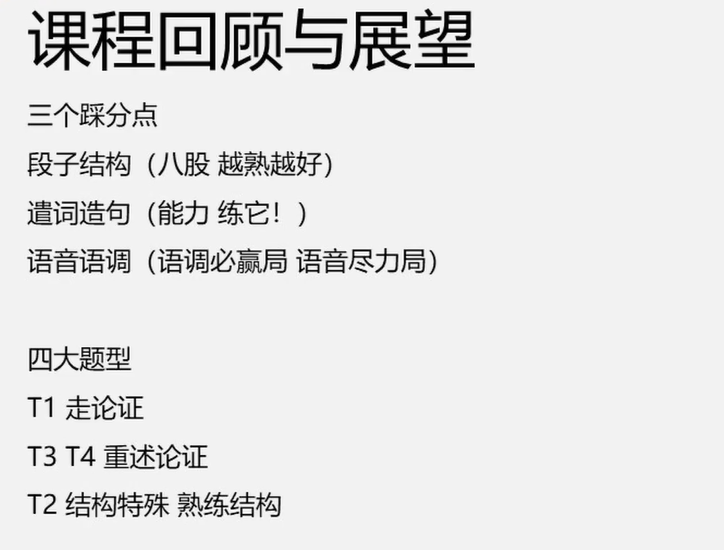 课程回顾与展望
三个踩分点
段子结构（八股 越熟越好）
遣词造句（能力 练它！）
语音语调（语调必赢局 语音尽力局）
四大题型
T1 走论证
T3 T4 重述论证
T2 结构特殊 熟练结构